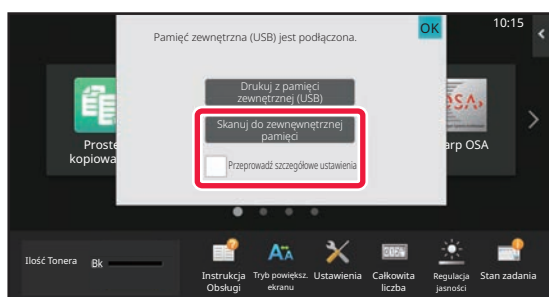 10:15
OK
Pamięć zewnętrzna (USB) jest podłączona.
Drukuj z pamięci
zewnętrznej (USB)
Skanuj do zewnęwnętrznej
pamięci
Przeprowadź szczegółowe ustawienia
Proste
kopiowa
arp OSA
Ilość Tonera
Bk
Instrukcja
Obsługi
Tryb powiększ.
ekranu
Ustawienia
Całkowita
liczba
Regulacja
jasności
Stan zadania